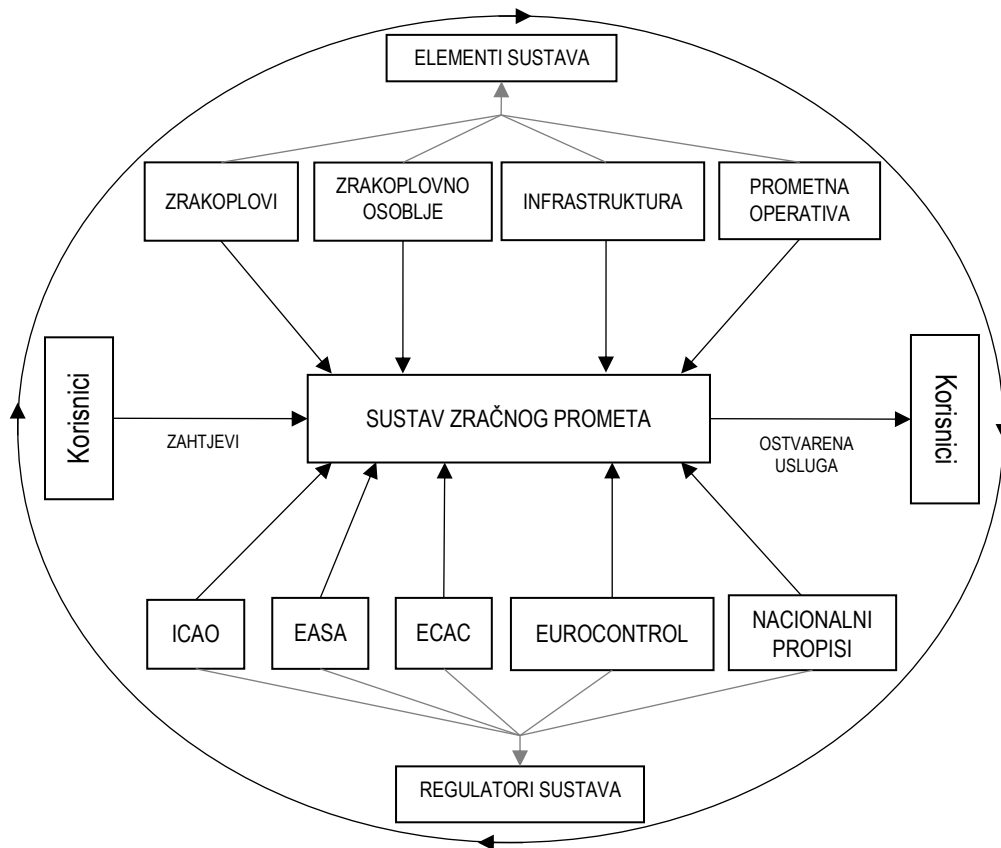 ELEMENTI SUSTAVA
ZRAKOPLOVI
ZRAKOPLOVNO
OSOBLJE
INFRASTRUKTURA
PROMETNA
OPERATIVA
Korisnici
ZAHTJEVI
SUSTAV ZRAČNOG PROMETA
OSTVARENA
USLUGA
Korisnici
ICAO
EASA
ECAC
EUROCONTROL
NACIONALNI
PROPISI
REGULATORI SUSTAVA